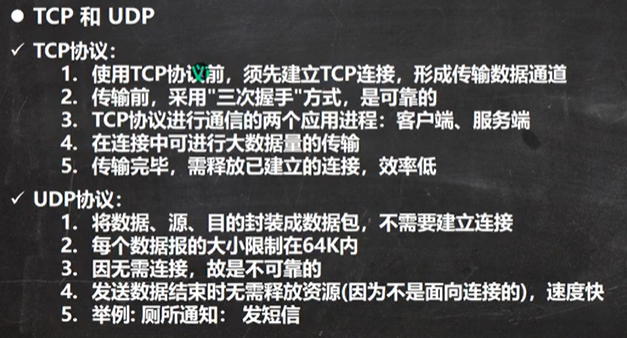 ● TCP 和 UDP
✓ TCP协议：
1. 使用TCP协议前，须先建立TCP连接，形成传输数据通道
2. 传输前，采用"三次握手"方式，是可靠的
3. TCP协议进行通信的两个应用进程：客户端、服务端
4. 在连接中可进行大数据量的传输
5. 传输完毕，需释放已建立的连接，效率低
✓ UDP协议：
1. 将数据、源、目的封装成数据包，不需要建立连接
2. 每个数据报的大小限制在64K内
3. 因无需连接，故是不可靠的
4. 发送数据结束时无需释放资源(因为不是面向连接的)，速度快
5. 举例: 厕所通知： 发短信